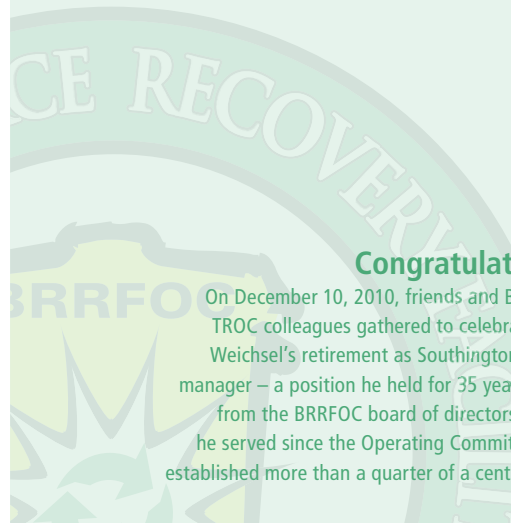 CE RECOVERY FACILIT
BRRFOC
Congratulat
On December 10, 2010, friends and B
TROC colleagues gathered to celebra
Weichsel's retirement as Southington
manager – a position he held for 35 yea
from the BRRFOC board of directors
he served since the Operating Commit
established more than a quarter of a cent